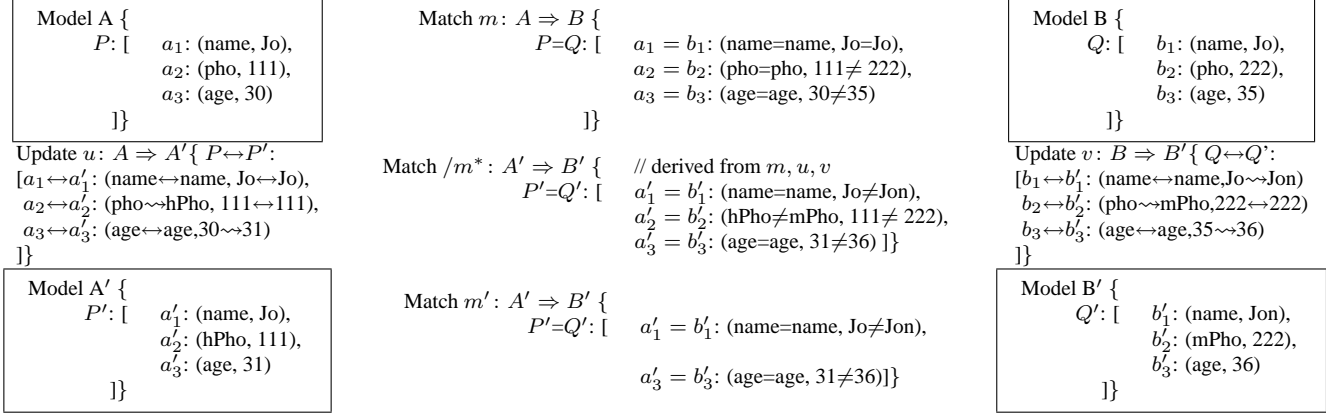 Model A {
P: [ a₁: (name, Jo),
a₂: (pho, 111),
a₃: (age, 30)
]}
Match m: A ⇒ B {
P=Q: [ a₁ = b₁: (name=name, Jo=Jo),
a₂ = b₂: (pho=pho, 111≠ 222),
a₃ = b₃: (age=age, 30≠35)
]}
Model B {
Q: [ b₁: (name, Jo),
b₂: (pho, 222),
b₃: (age, 35)
]}
Update u: A ⇒ A′{ P↔P′:
[a₁↔a′₁: (name↔name, Jo↔Jo),
a₂↔a′₂: (pho⇝hPho, 111↔111),
a₃↔a′₃: (age↔age,30⇝31)
]}
Match /m*: A′ ⇒ B′ { // derived from m, u, v
P′=Q′: [ a′₁ = b′₁: (name=name, Jo≠Jon),
a′₂ = b′₂: (hPho≠mPho, 111≠ 222),
a′₃ = b′₃: (age=age, 31≠36) ]}
Update v: B ⇒ B′{ Q↔Q’:
[b₁↔b′₁: (name↔name,Jo⇝Jon)
b₂↔b′₂: (pho⇝mPho,222↔222)
b₃↔b′₃: (age↔age,35⇝36)
]}
Model A′ {
P′: [ a′₁: (name, Jo),
a′₂: (hPho, 111),
a′₃: (age, 31)
]}
Match m′: A′ ⇒ B′ {
P′=Q′: [ a′₁ = b′₁: (name=name, Jo≠Jon),
a′₃ = b′₃: (age=age, 31≠36)]}
Model B′ {
Q′: [ b′₁: (name, Jon),
b′₂: (mPho, 222),
b′₃: (age, 36)
]}